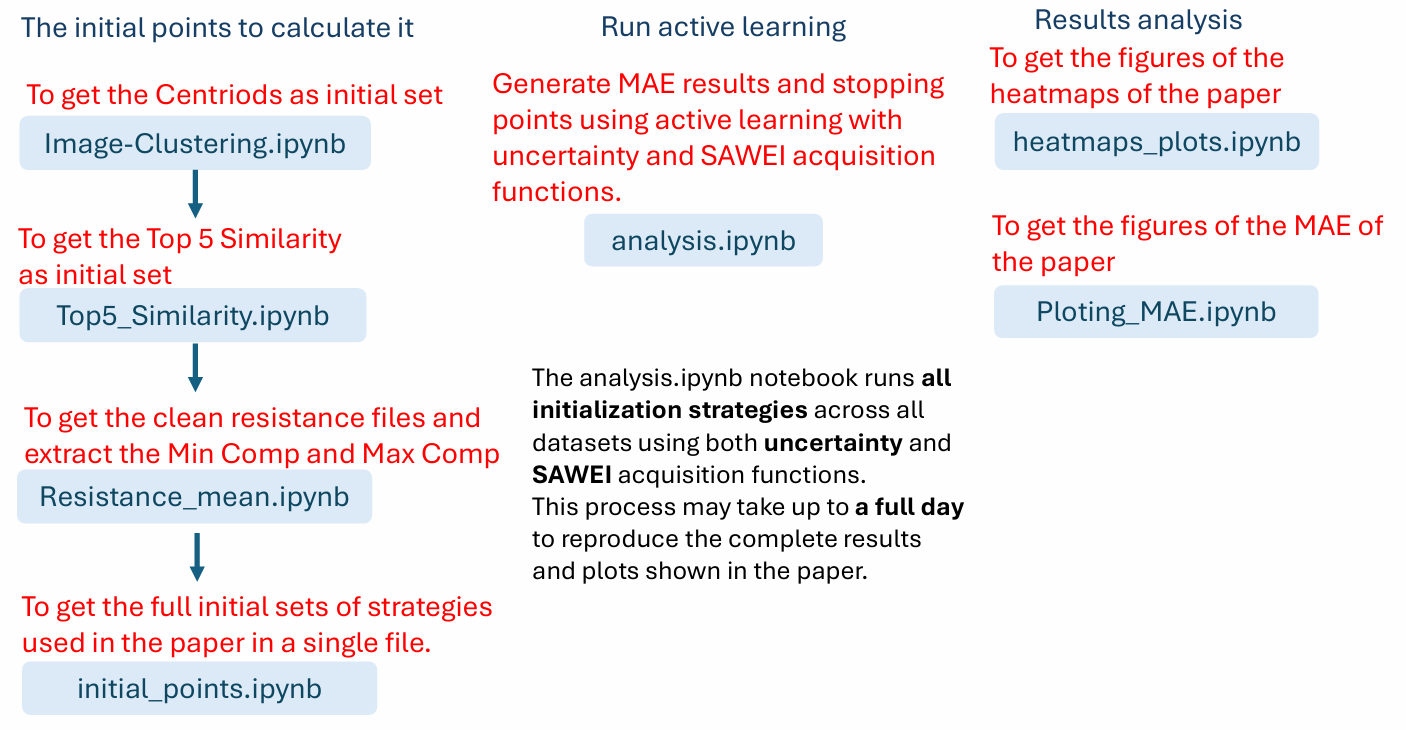 The initial points to calculate it
To get the Centriods as initial set
Image-Clustering.ipynb
To get the Top 5 Similarity
as initial set
Top5_Similarity.ipynb
To get the clean resistance files and
extract the Min Comp and Max Comp
Resistance_mean.ipynb
To get the full initial sets of strategies
used in the paper in a single file.
initial_points.ipynb
Run active learning
Generate MAE results and stopping
points using active learning with
uncertainty and SAWEI acquisition
functions.
analysis.ipynb
The analysis.ipynb notebook runs all
initialization strategies across all
datasets using both uncertainty and
SAWEI acquisition functions.
This process may take up to a full day
to reproduce the complete results
and plots shown in the paper.
Results analysis
To get the figures of the
heatmaps of the paper
heatmaps_plots.ipynb
To get the figures of the MAE of
the paper
Ploting_MAE.ipynb